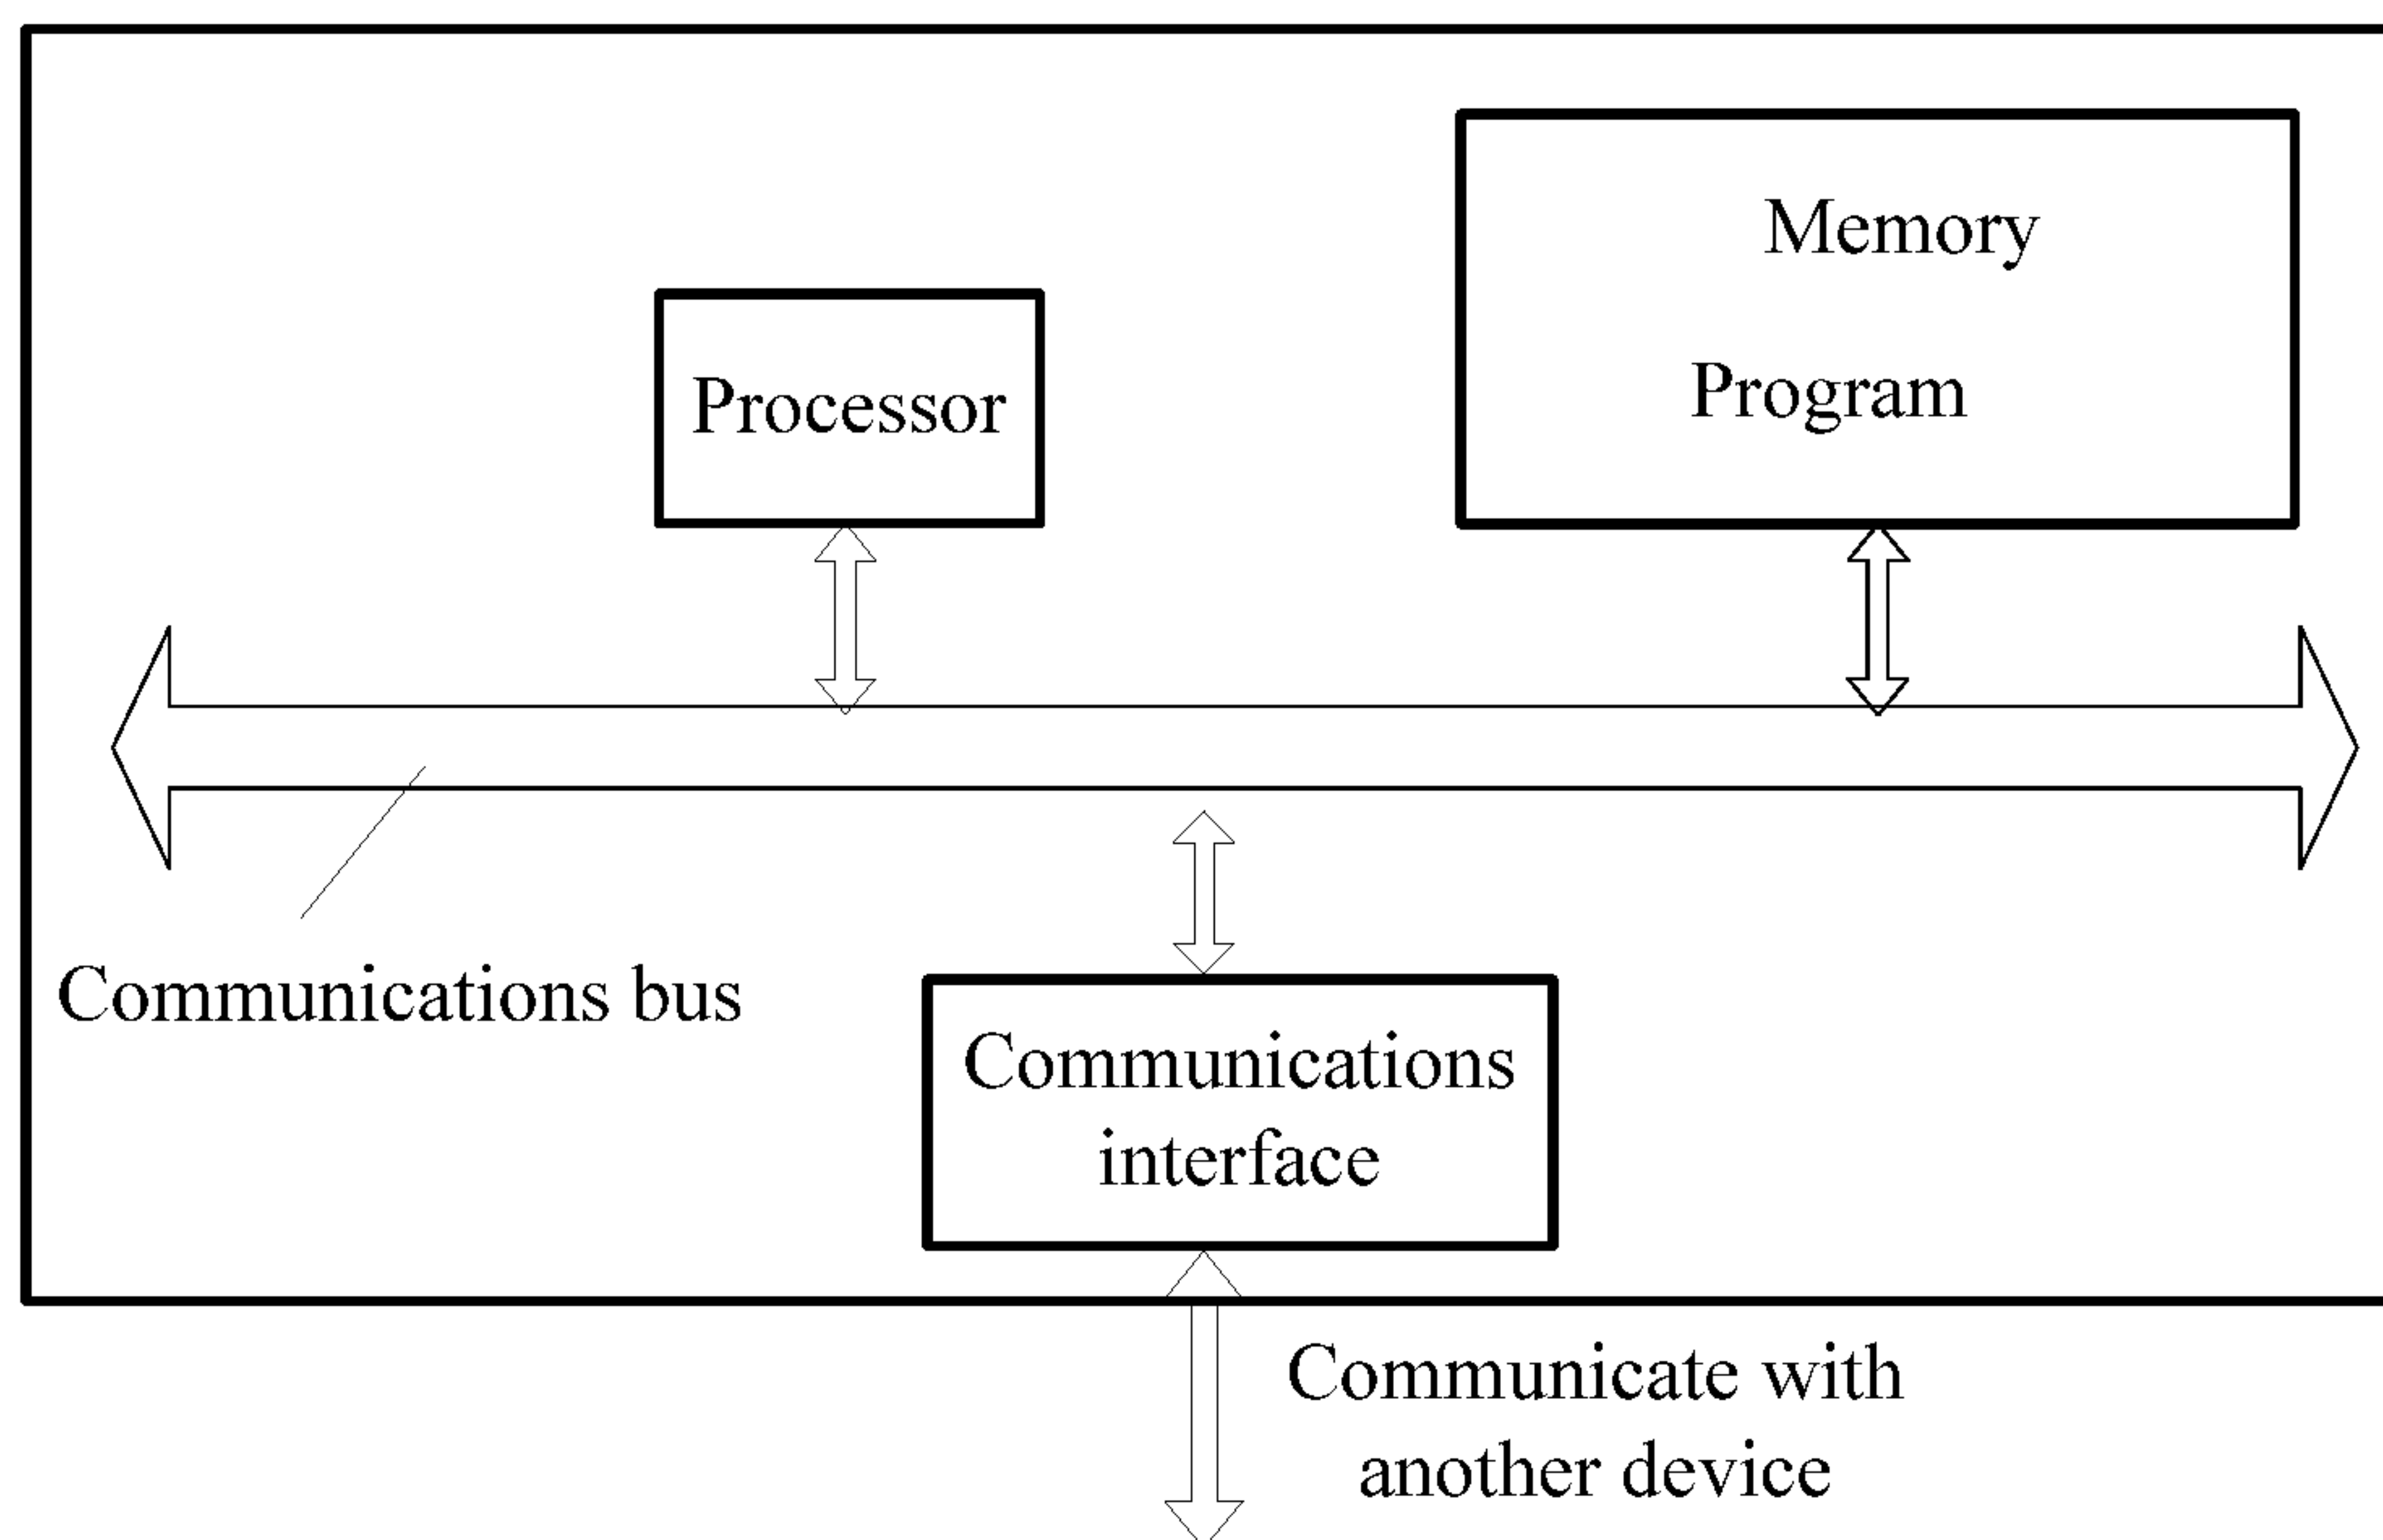 Memory
Program
Processor
Communications bus
Communications
interface
Communicate with
another device